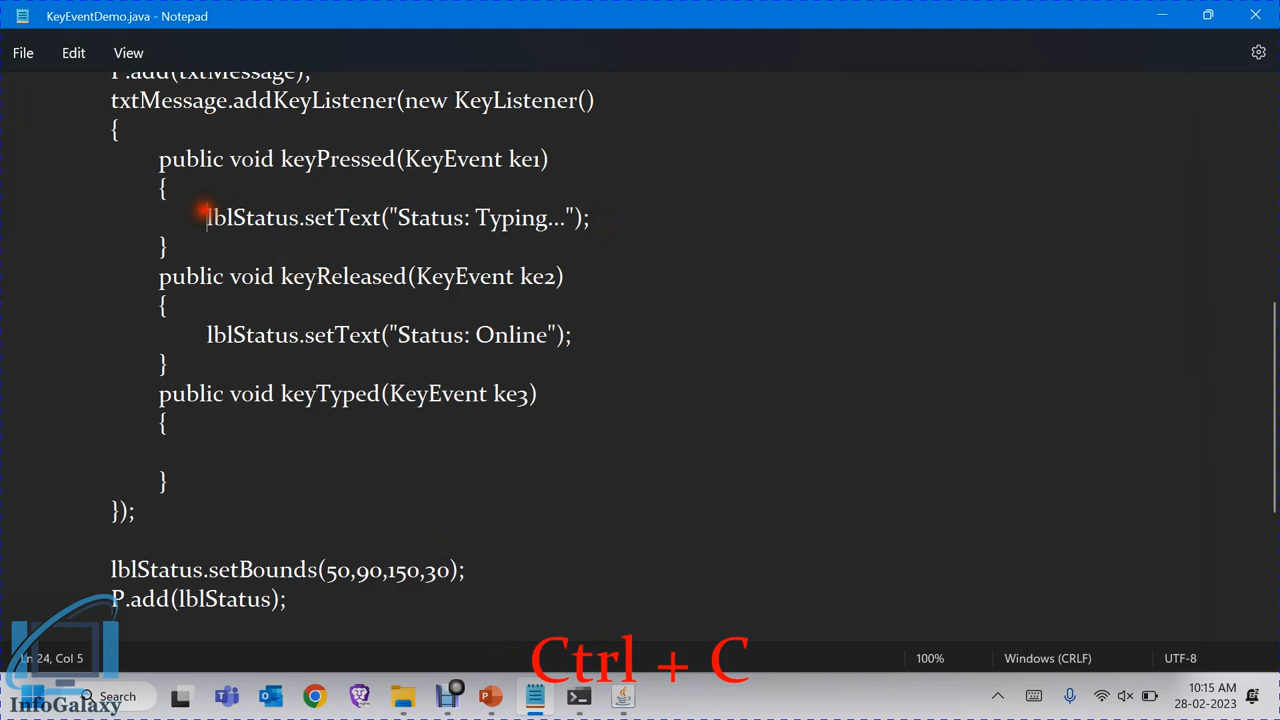 KeyEventDemo.java - Notepad
File Edit View
P.add(txtMessage);
txtMessage.addKeyListener(new KeyListener()
{
public void keyPressed(KeyEvent ke1)
{
lblStatus.setText("Status: Typing...");
}
public void keyReleased(KeyEvent ke2)
{
lblStatus.setText("Status: Online");
}
public void keyTyped(KeyEvent ke3)
{
}
});
lblStatus.setBounds(50,90,150,30);
P.add(lblStatus);
Ctrl + C
Ln 24, Col 5 100% Windows (CRLF) UTF-8
Search 10:15 AM
28-02-2023
InfoGalaxy